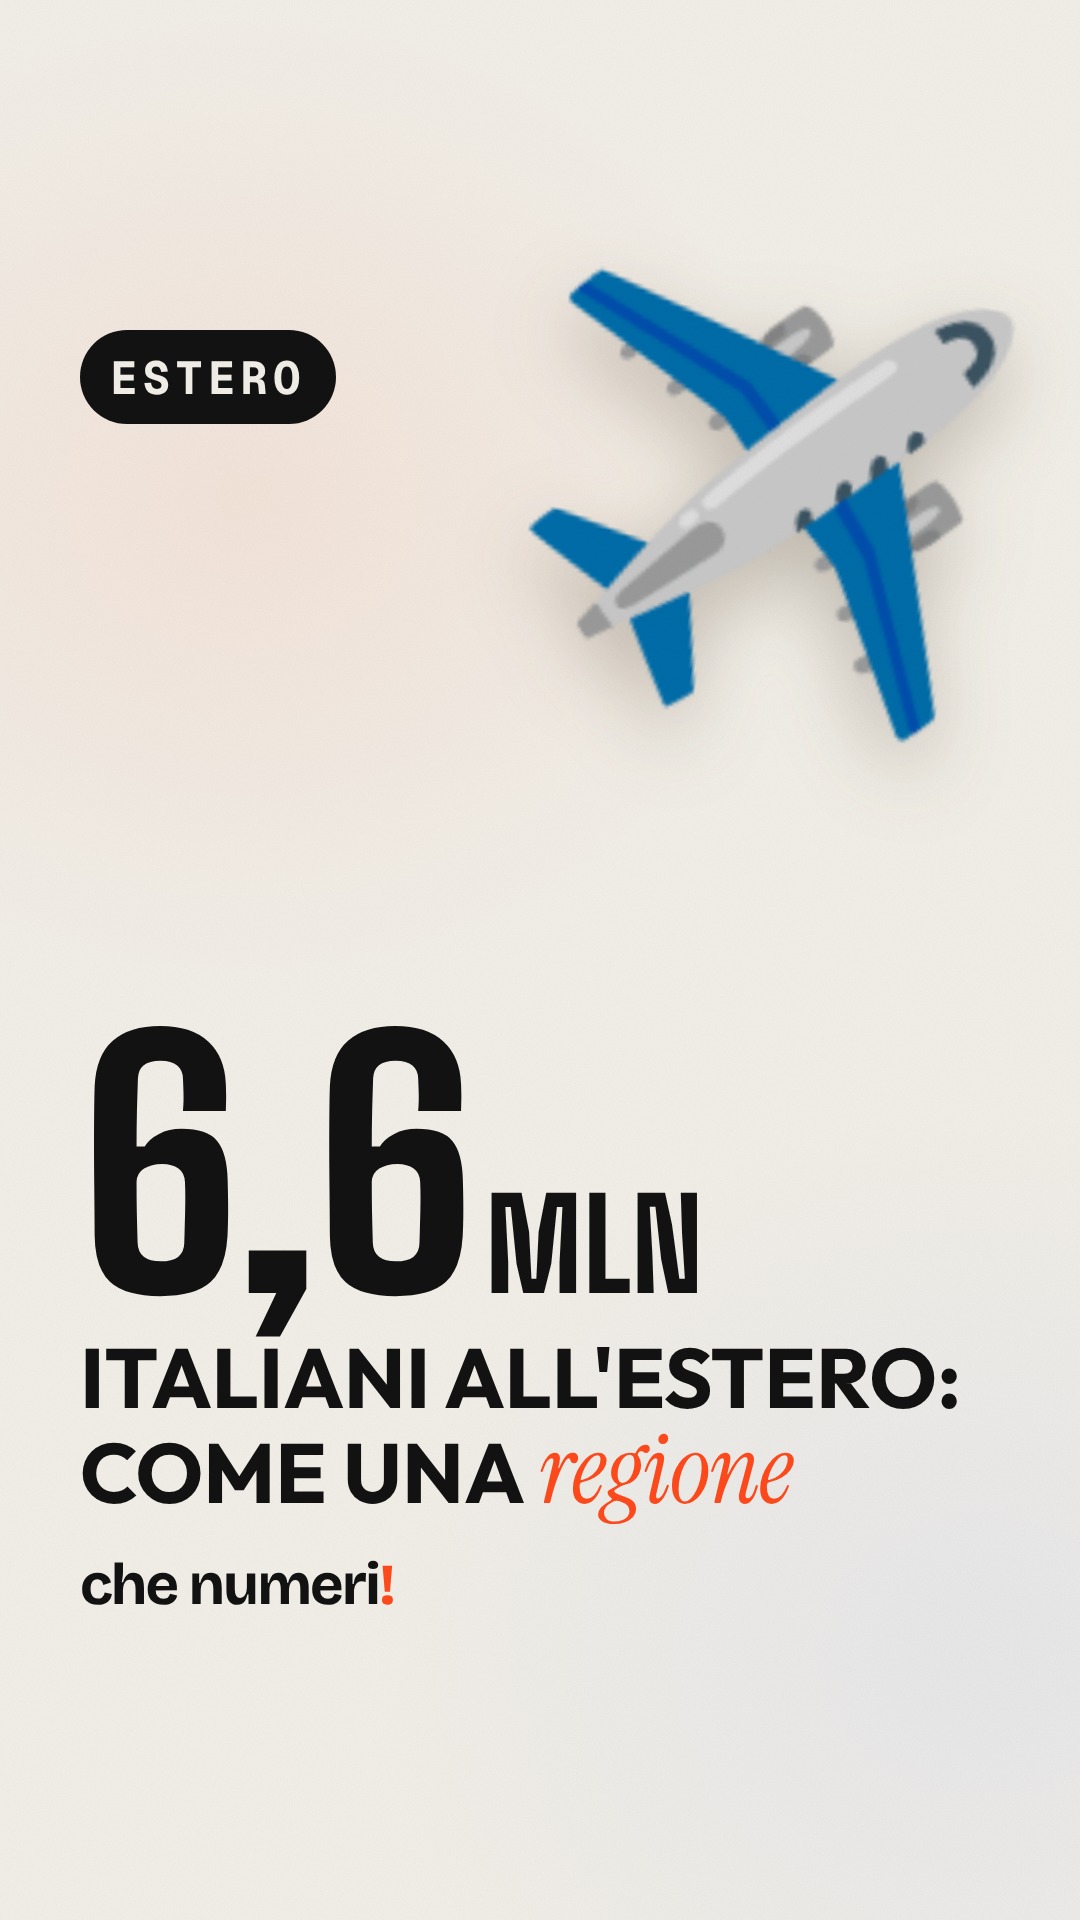 ESTERO
6,6 MLN
ITALIANI ALL'ESTERO:
COME UNA regione
che numeri!